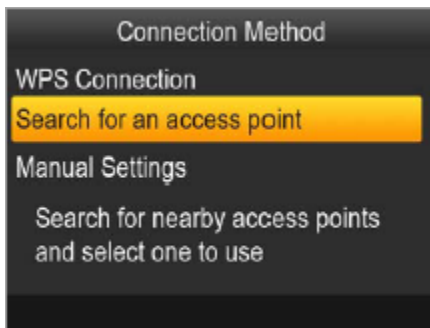 Connection Method
WPS Connection
Search for an access point
Manual Settings
Search for nearby access points
and select one to use